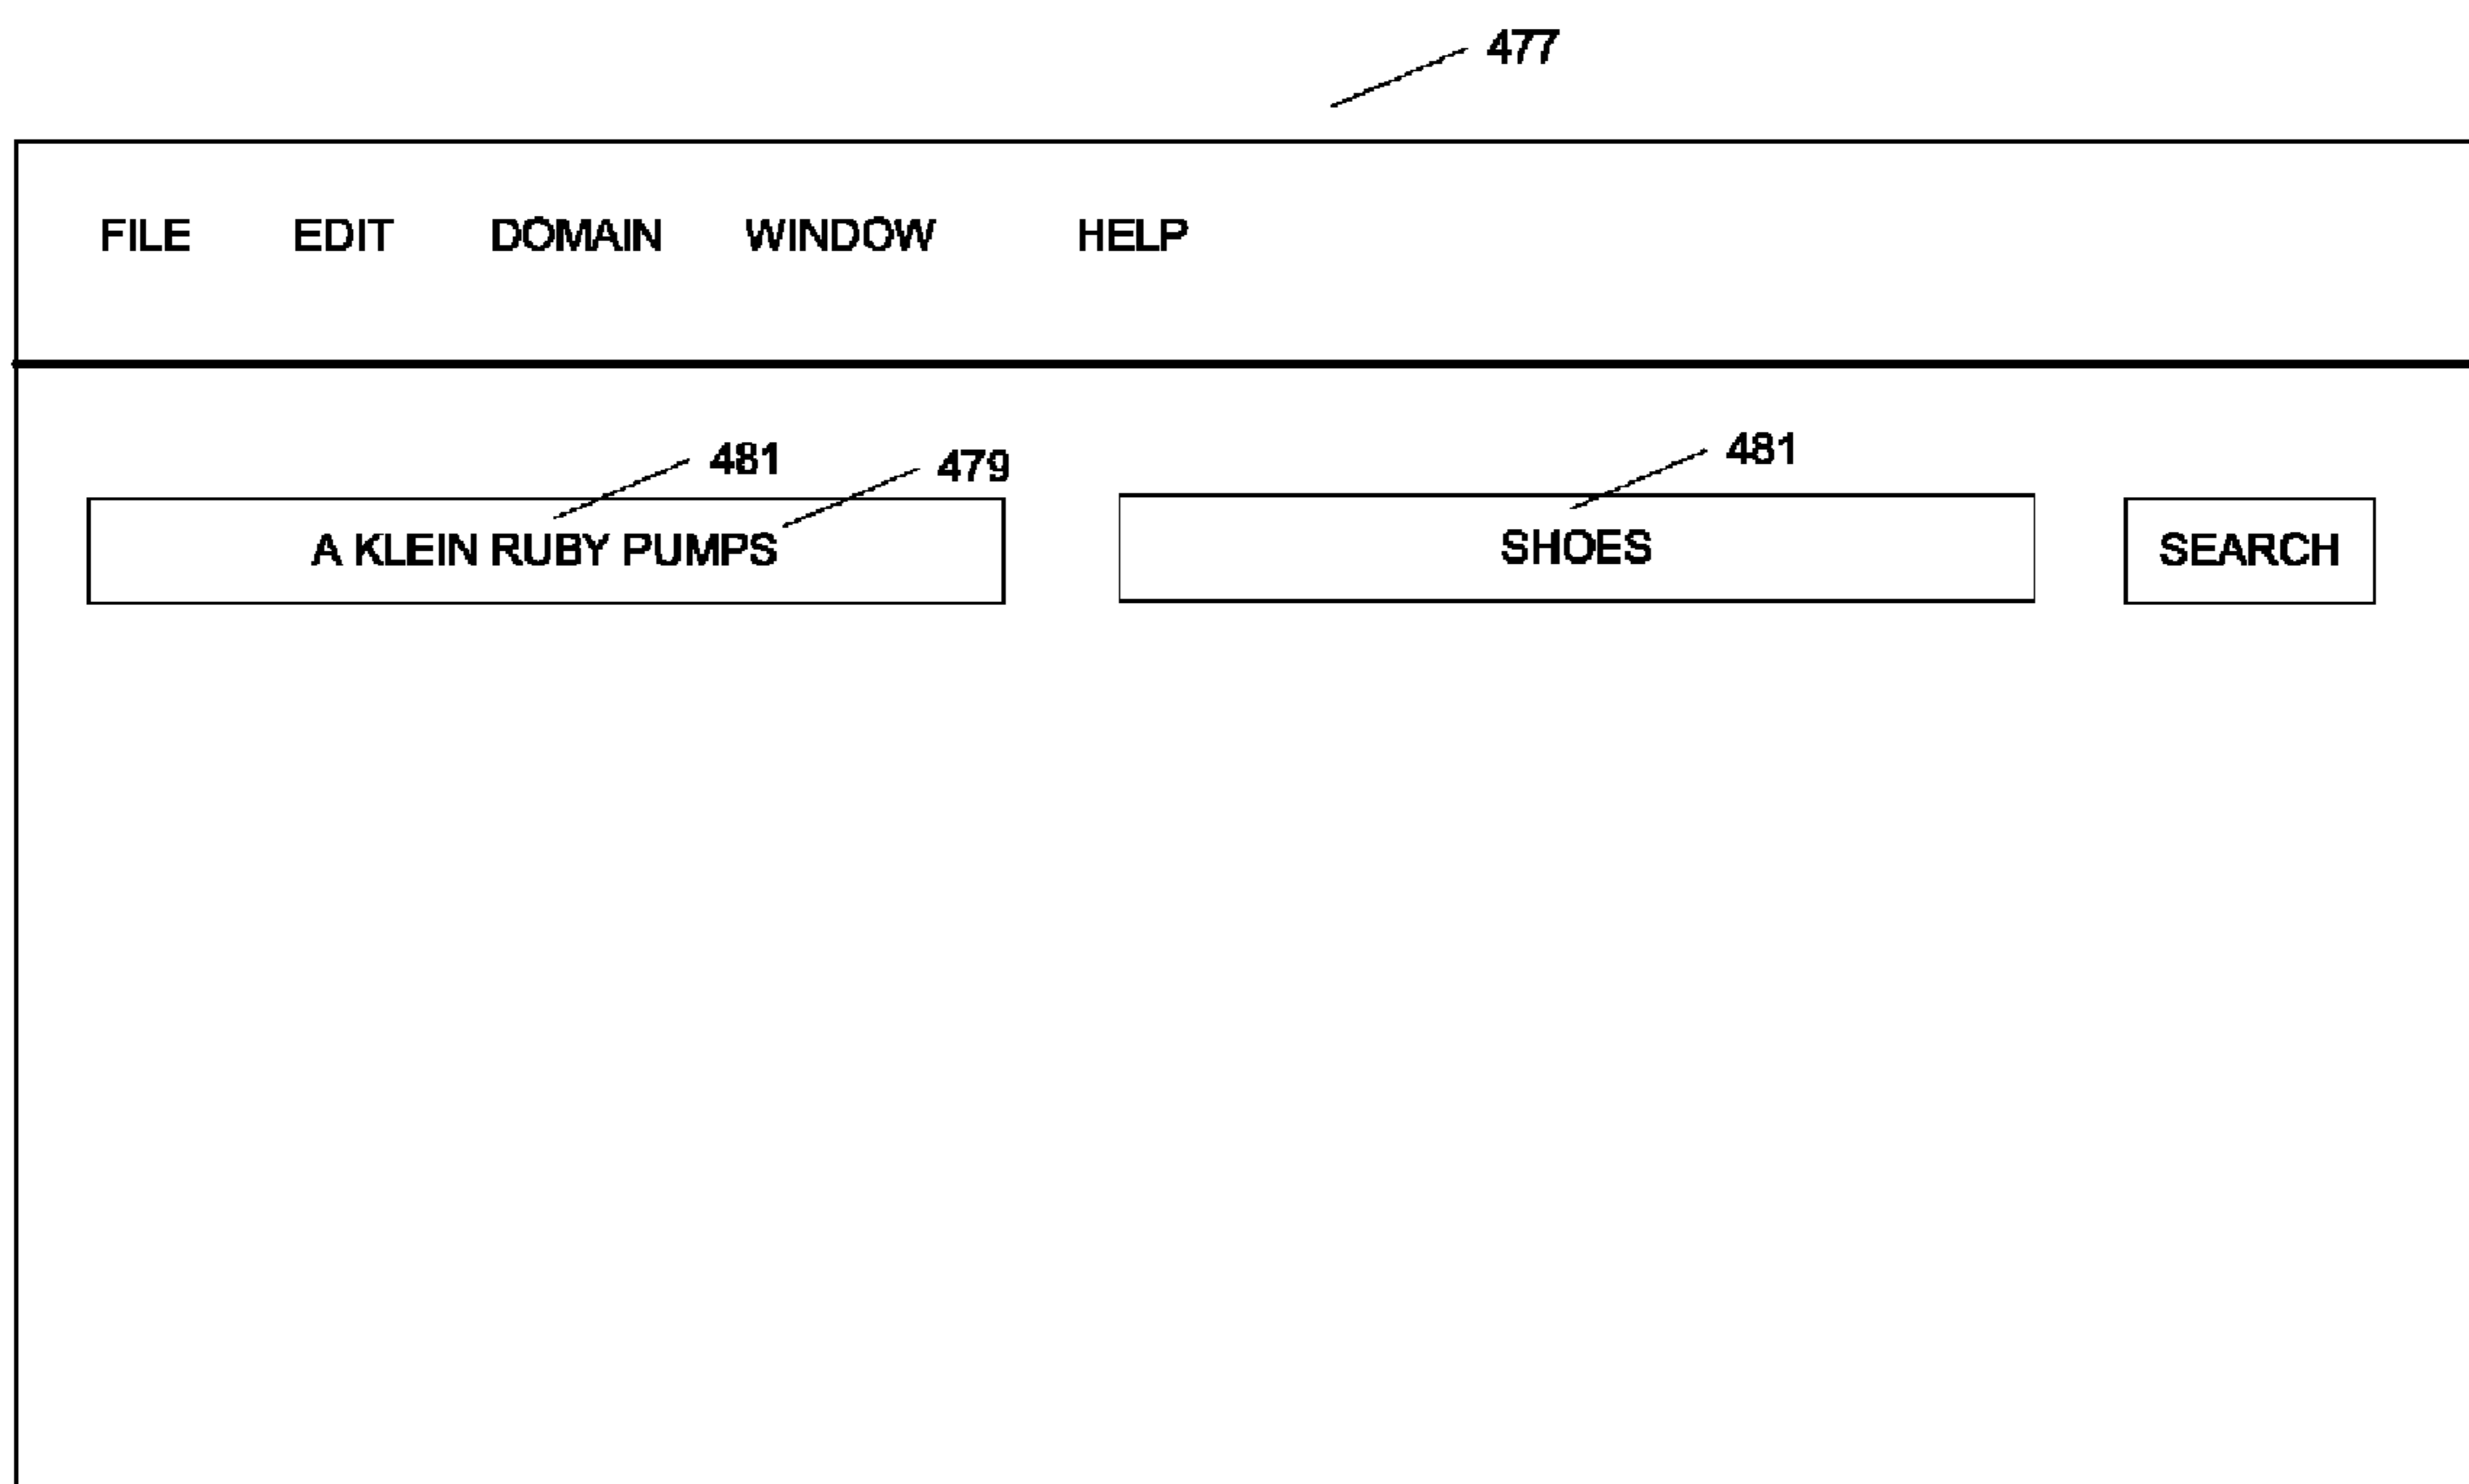 477
FILE EDIT DOMAIN WINDOW HELP
481 479 481
A KLEIN RUBY PUMPS SHOES SEARCH